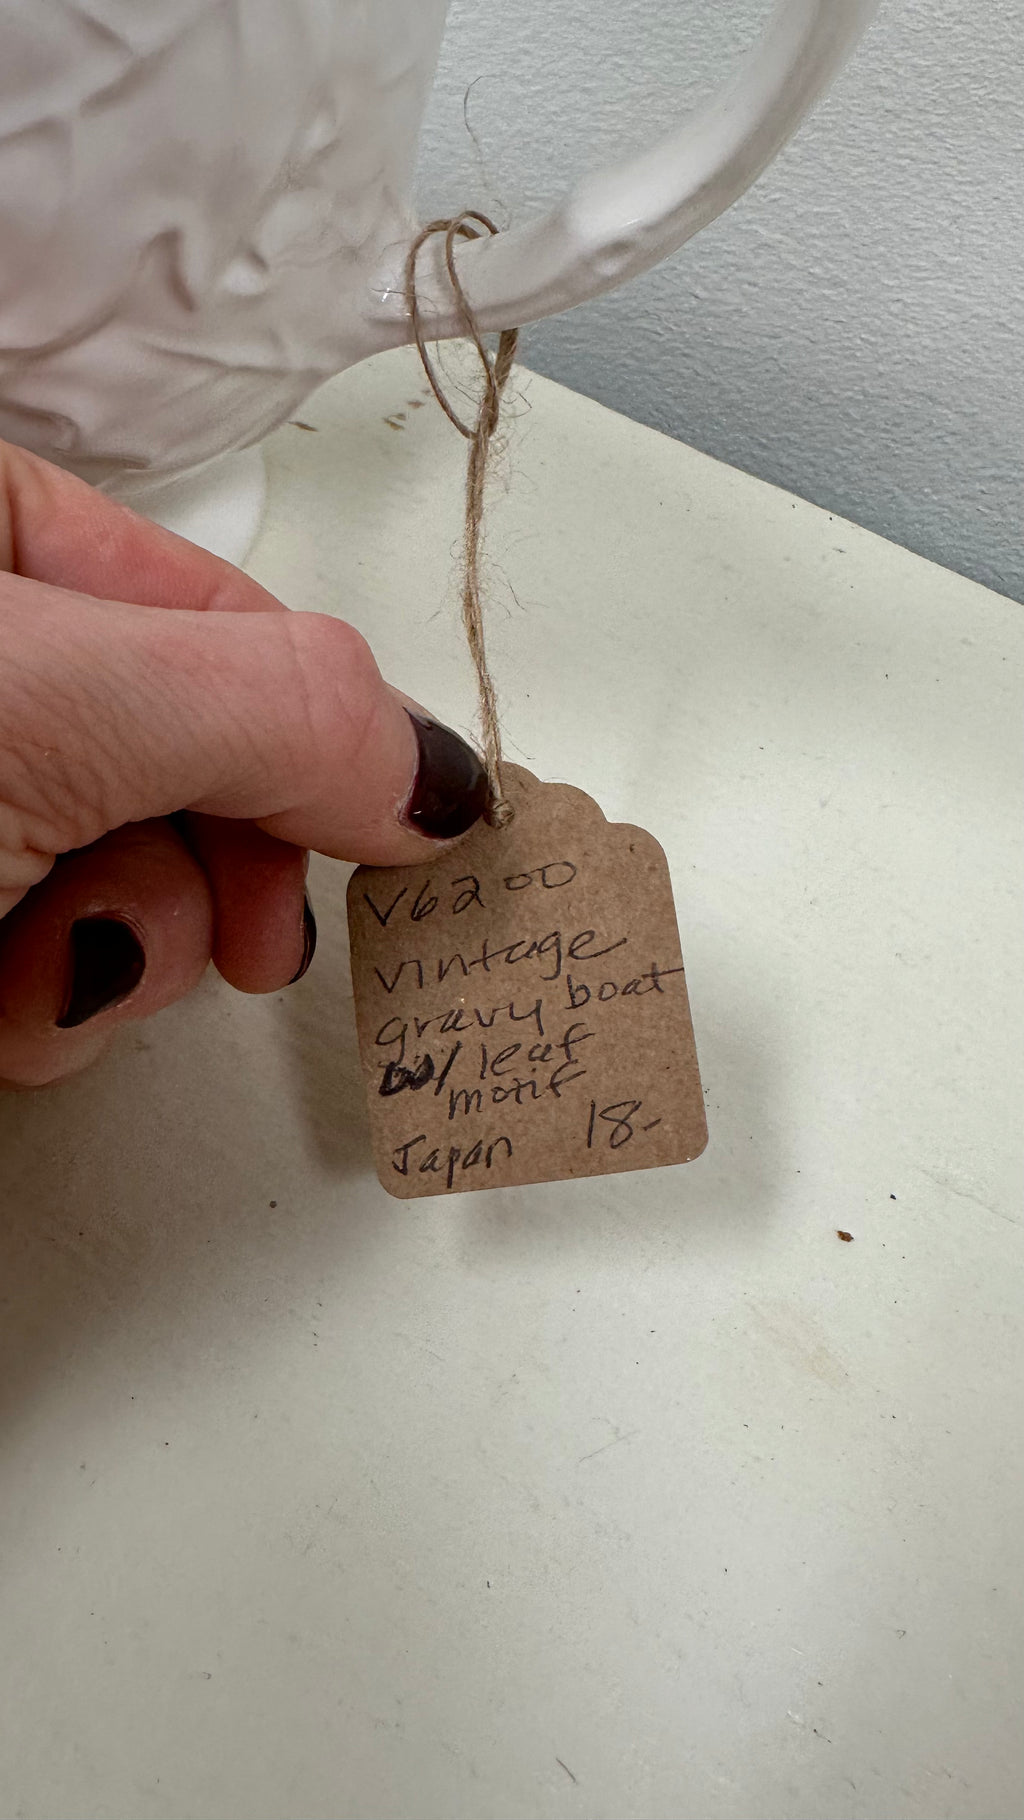 V6200
vintage
gravy boat
w/ leaf
motif
Japan 18-